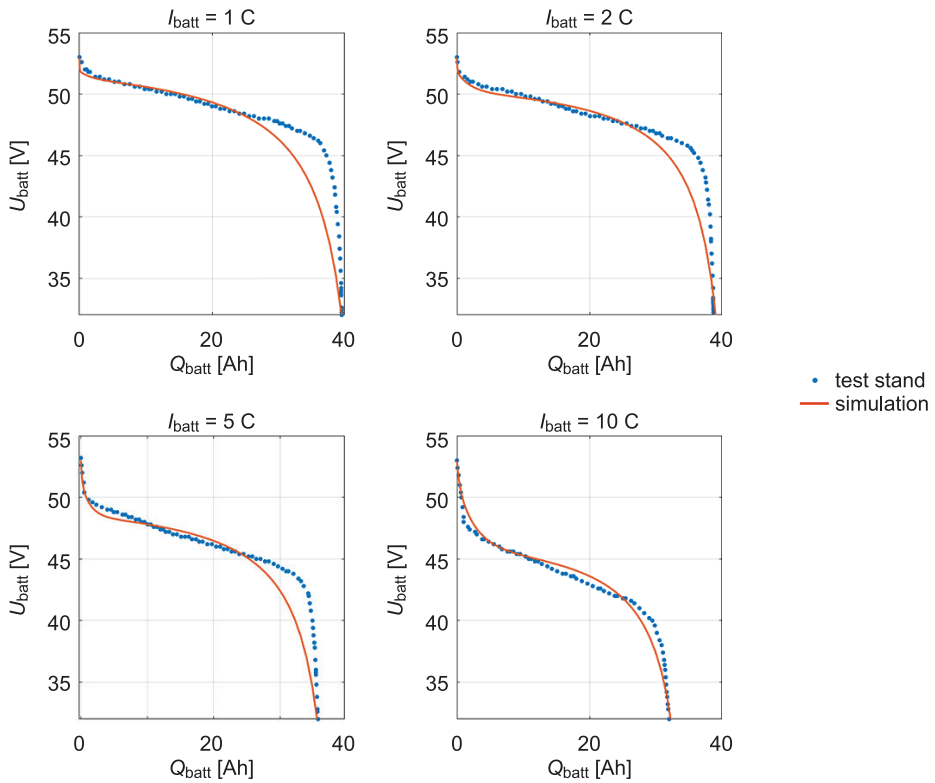 I_batt = 1 C
55
50
45
40
35
U_batt [V]
0 20 40
Q_batt [Ah]
I_batt = 2 C
55
50
45
40
35
U_batt [V]
0 20 40
Q_batt [Ah]
test stand
simulation
I_batt = 5 C
55
50
45
40
35
U_batt [V]
0 20 40
Q_batt [Ah]
I_batt = 10 C
55
50
45
40
35
U_batt [V]
0 20 40
Q_batt [Ah]